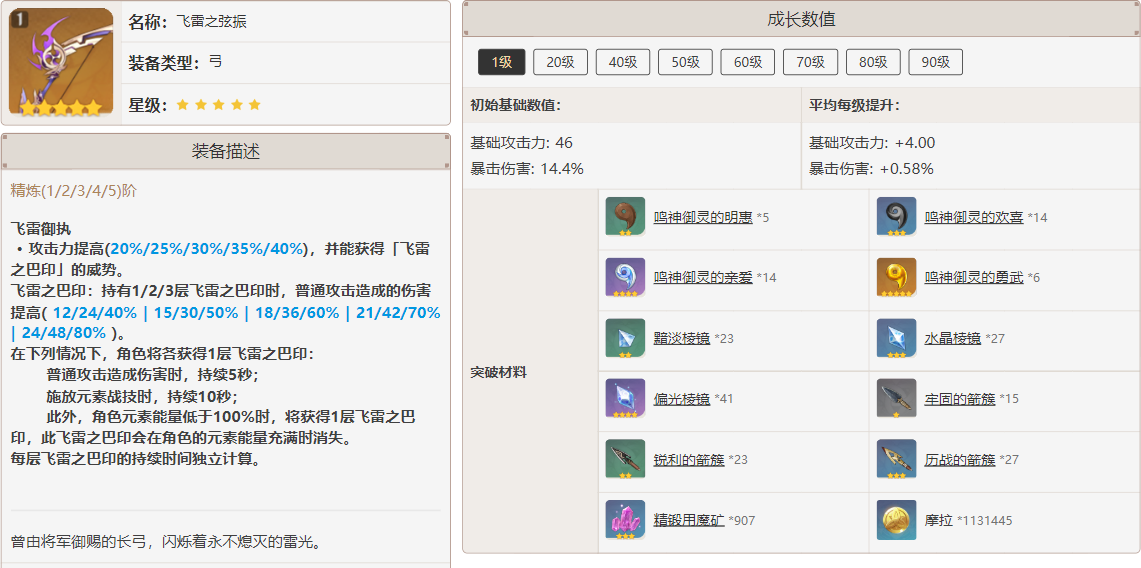 1
名称：飞雷之弦振
装备类型：弓
星级：
装备描述
精炼(1/2/3/4/5)阶
飞雷御执
·攻击力提高(20%/25%/30%/35%/40%)，并能获得「飞雷
之巴印」的威势。
飞雷之巴印：持有1/2/3层飞雷之巴印时，普通攻击造成的伤害
提高( 12/24/40% | 15/30/50% | 18/36/60% | 21/42/70%
| 24/48/80% )。
在下列情况下，角色将各获得1层飞雷之巴印：
普通攻击造成伤害时，持续5秒；
施放元素战技时，持续10秒；
此外，角色元素能量低于100%时，将获得1层飞雷之巴
印，此飞雷之巴印会在角色的元素能量充满时消失。
每层飞雷之巴印的持续时间独立计算。
曾由将军御赐的长弓，闪烁着永不熄灭的雷光。
成长数值
1级 20级 40级 50级 60级 70级 80级 90级
初始基础数值： 平均每级提升：
基础攻击力: 46 基础攻击力: +4.00
暴击伤害: 14.4% 暴击伤害: +0.58%
突破材料
鸣神御灵的明惠 *5 鸣神御灵的欢喜 *14
鸣神御灵的亲爱 *14 鸣神御灵的勇武 *6
黯淡棱镜 *23 水晶棱镜 *27
偏光棱镜 *41 牢固的箭簇 *15
锐利的箭簇 *23 历战的箭簇 *27
精锻用魔矿 *907 摩拉 *1131445